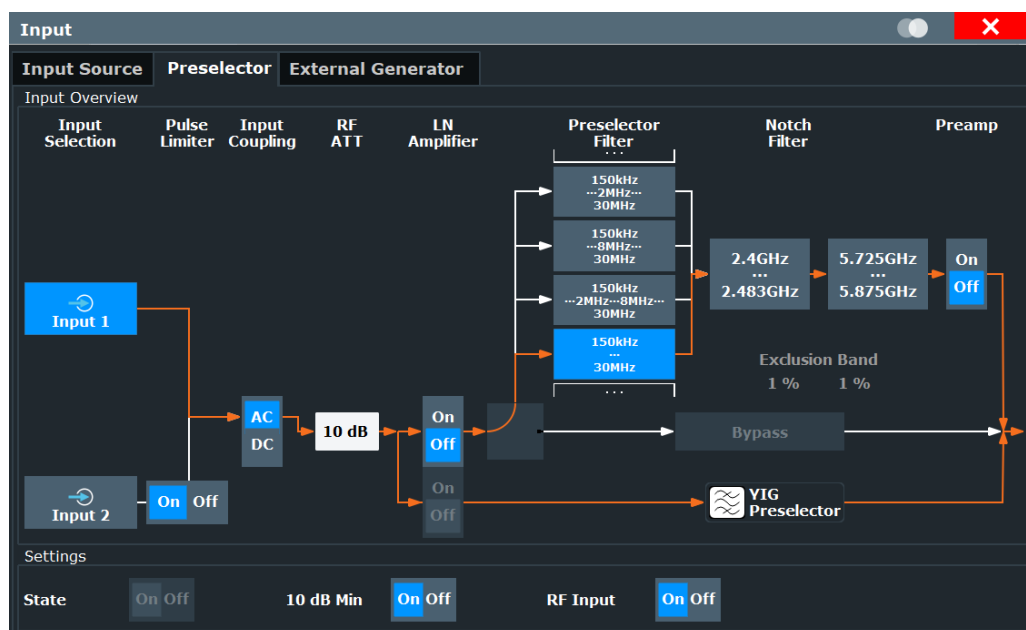 Input
Input Source Preselector External Generator
Input Overview
Input
Selection
Pulse
Limiter
Input
Coupling
RF
ATT
LN
Amplifier
Preselector
Filter
Notch
Filter
Preamp
...
150kHz
...2MHz...
30MHz
150kHz
...8MHz...
30MHz
150kHz
...2MHz...8MHz...
30MHz
150kHz
...
30MHz
...
2.4GHz
...
2.483GHz
5.725GHz
...
5.875GHz
On
Off
Input 1
Exclusion Band
1 % 1 %
AC
DC
10 dB
On
Off
Bypass
Input 2
On Off
On
Off
YIG
Preselector
Settings
State On Off 10 dB Min On Off RF Input On Off